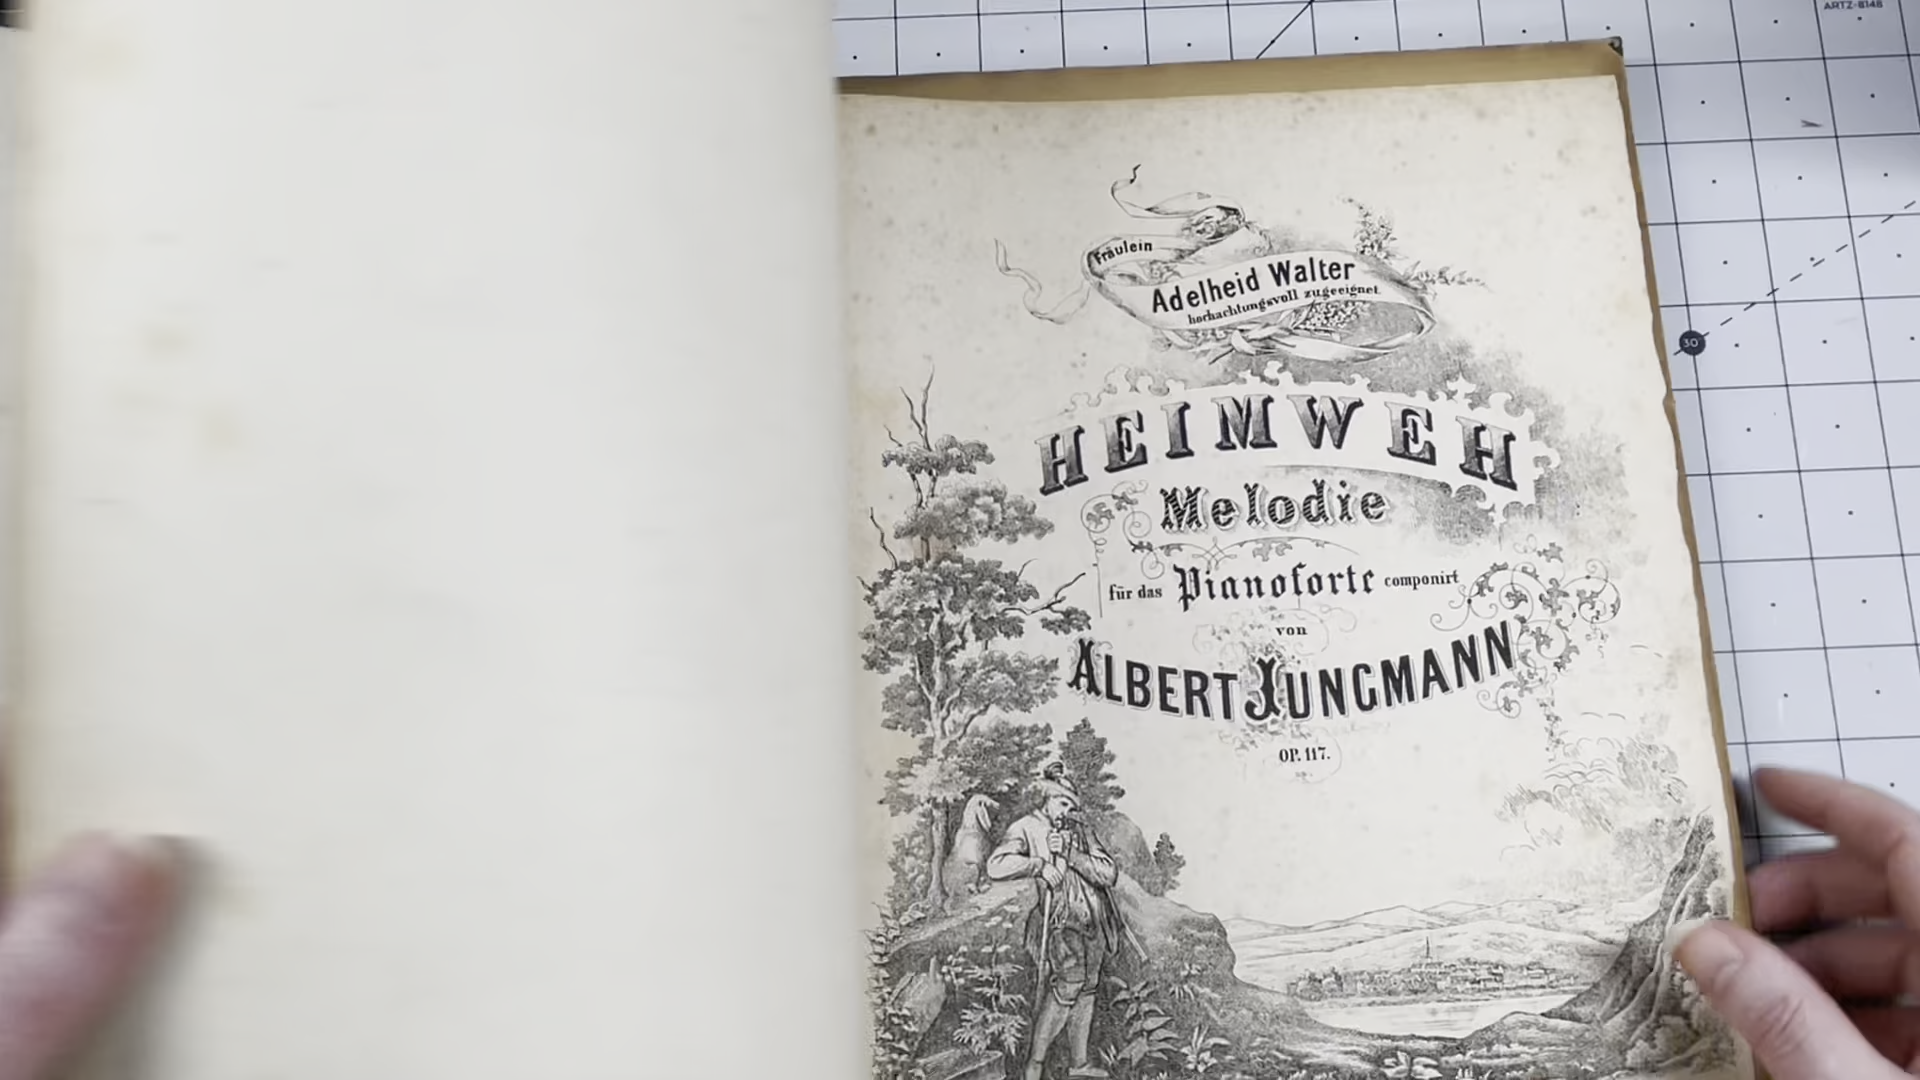 ARTZ-8148
Fräulein
Adelheid Walter
hochachtungsvoll zugeeignet.
HEIMWEH
Melodie
für das Pianoforte componirt
von
ALBERT JUNGMANN
OP. 117.
30